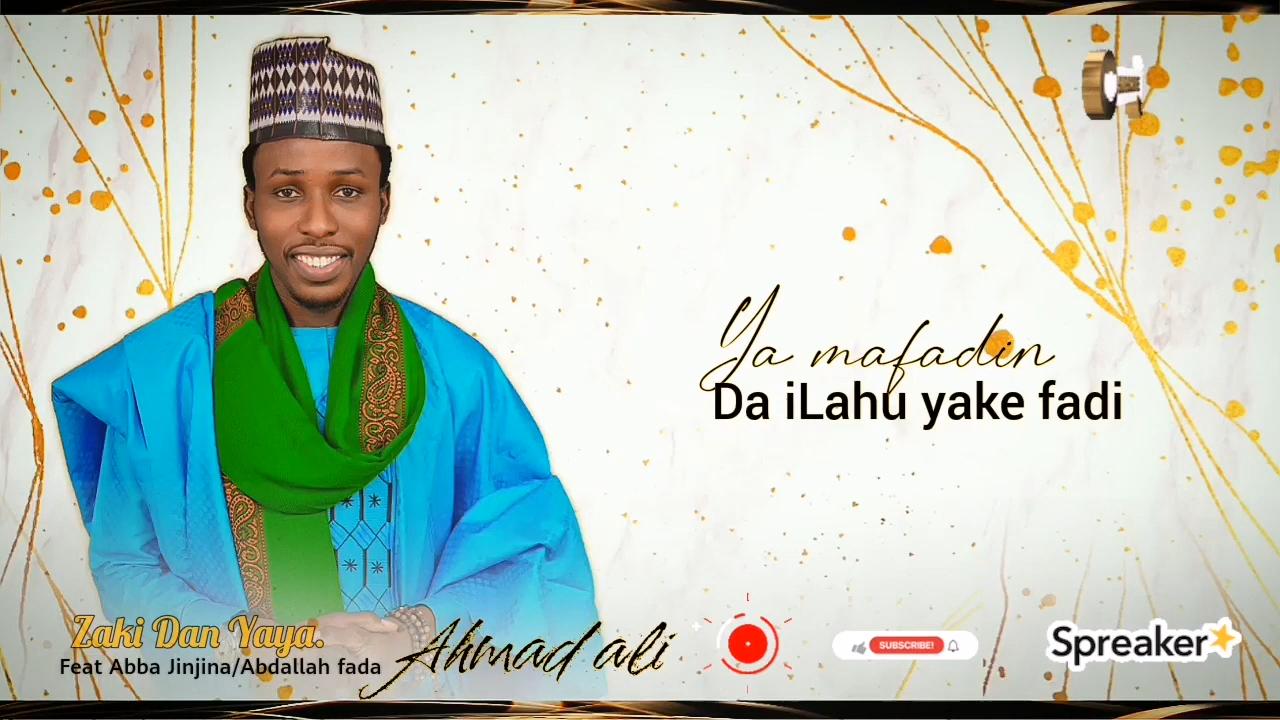 Ya mafadin
Da iLahu yake fadi
Zaki Dan Yaya.
Feat Abba Jinjina/Abdallah fada
Ahmad ali
SUBSCRIBE!
Spreaker